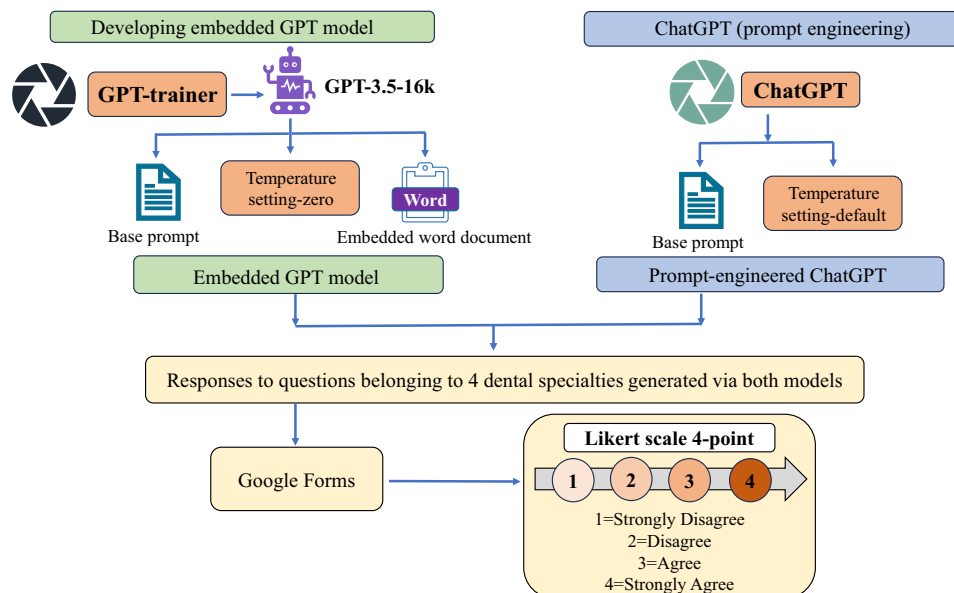 Developing embedded GPT model
ChatGPT (prompt engineering)
GPT-trainer
GPT-3.5-16k
ChatGPT
Base prompt
Temperature
setting-zero
Word
Embedded word document
Base prompt
Temperature
setting-default
Embedded GPT model
Prompt-engineered ChatGPT
Responses to questions belonging to 4 dental specialties generated via both models
Google Forms
Likert scale 4-point
1 2 3 4
1=Strongly Disagree
2=Disagree
3=Agree
4=Strongly Agree